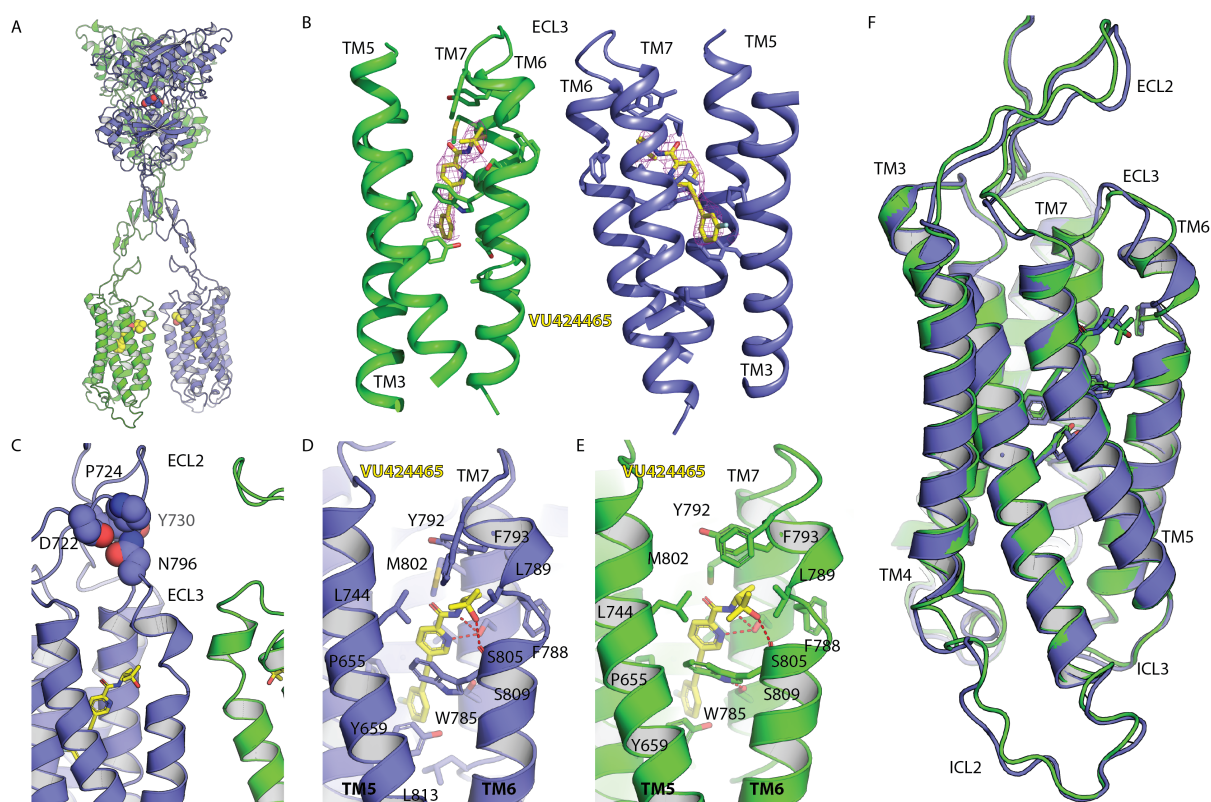 A
B
ECL3
TM5
TM7
TM6
TM7
TM5
TM6
VU424465
TM3
TM3
C
P724
ECL2
D722
Y730
N796
ECL3
D
VU424465
TM7
Y792
F793
M802
L789
L744
F788
P655
S805
S809
W785
Y659
L813
TM5
TM6
E
VU424465
TM7
Y792
F793
M802
L789
L744
F788
S805
P655
S809
W785
Y659
TM5
TM6
F
ECL2
TM3
ECL3
TM7
TM6
TM5
TM4
ICL3
ICL2